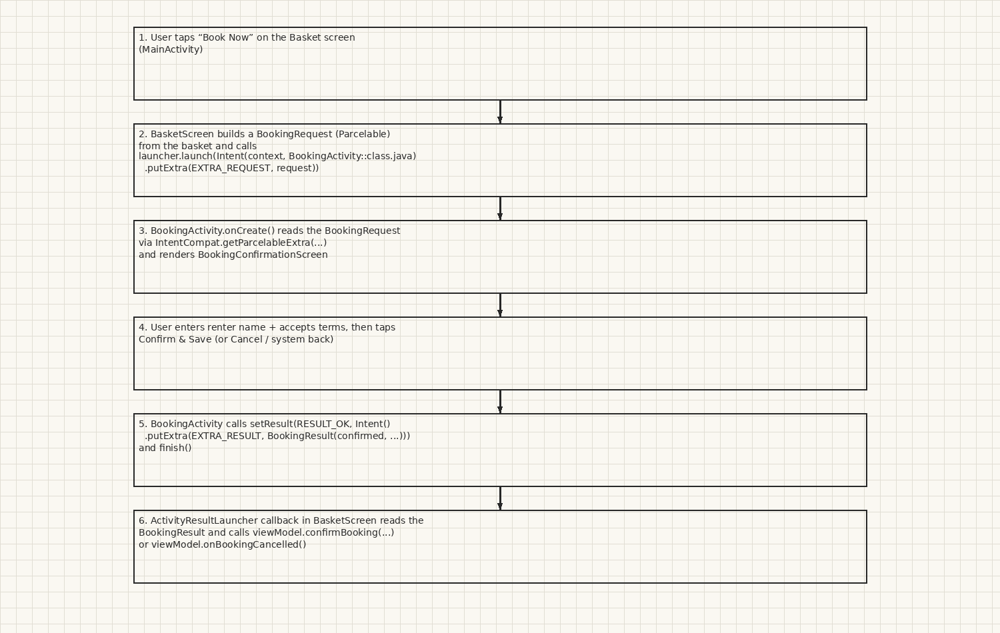 1. User taps “Book Now” on the Basket screen
(MainActivity)
2. BasketScreen builds a BookingRequest (Parcelable)
from the basket and calls
launcher.launch(Intent(context, BookingActivity::class.java)
.putExtra(EXTRA_REQUEST, request))
3. BookingActivity.onCreate() reads the BookingRequest
via IntentCompat.getParcelableExtra(...)
and renders BookingConfirmationScreen
4. User enters renter name + accepts terms, then taps
Confirm & Save (or Cancel / system back)
5. BookingActivity calls setResult(RESULT_OK, Intent()
.putExtra(EXTRA_RESULT, BookingResult(confirmed, ...)))
and finish()
6. ActivityResultLauncher callback in BasketScreen reads the
BookingResult and calls viewModel.confirmBooking(...)
or viewModel.onBookingCancelled()